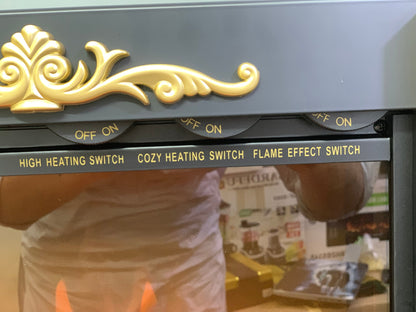 OFF ON OFF ON OFF ON
HIGH HEATING SWITCH COZY HEATING SWITCH FLAME EFFECT SWITCH